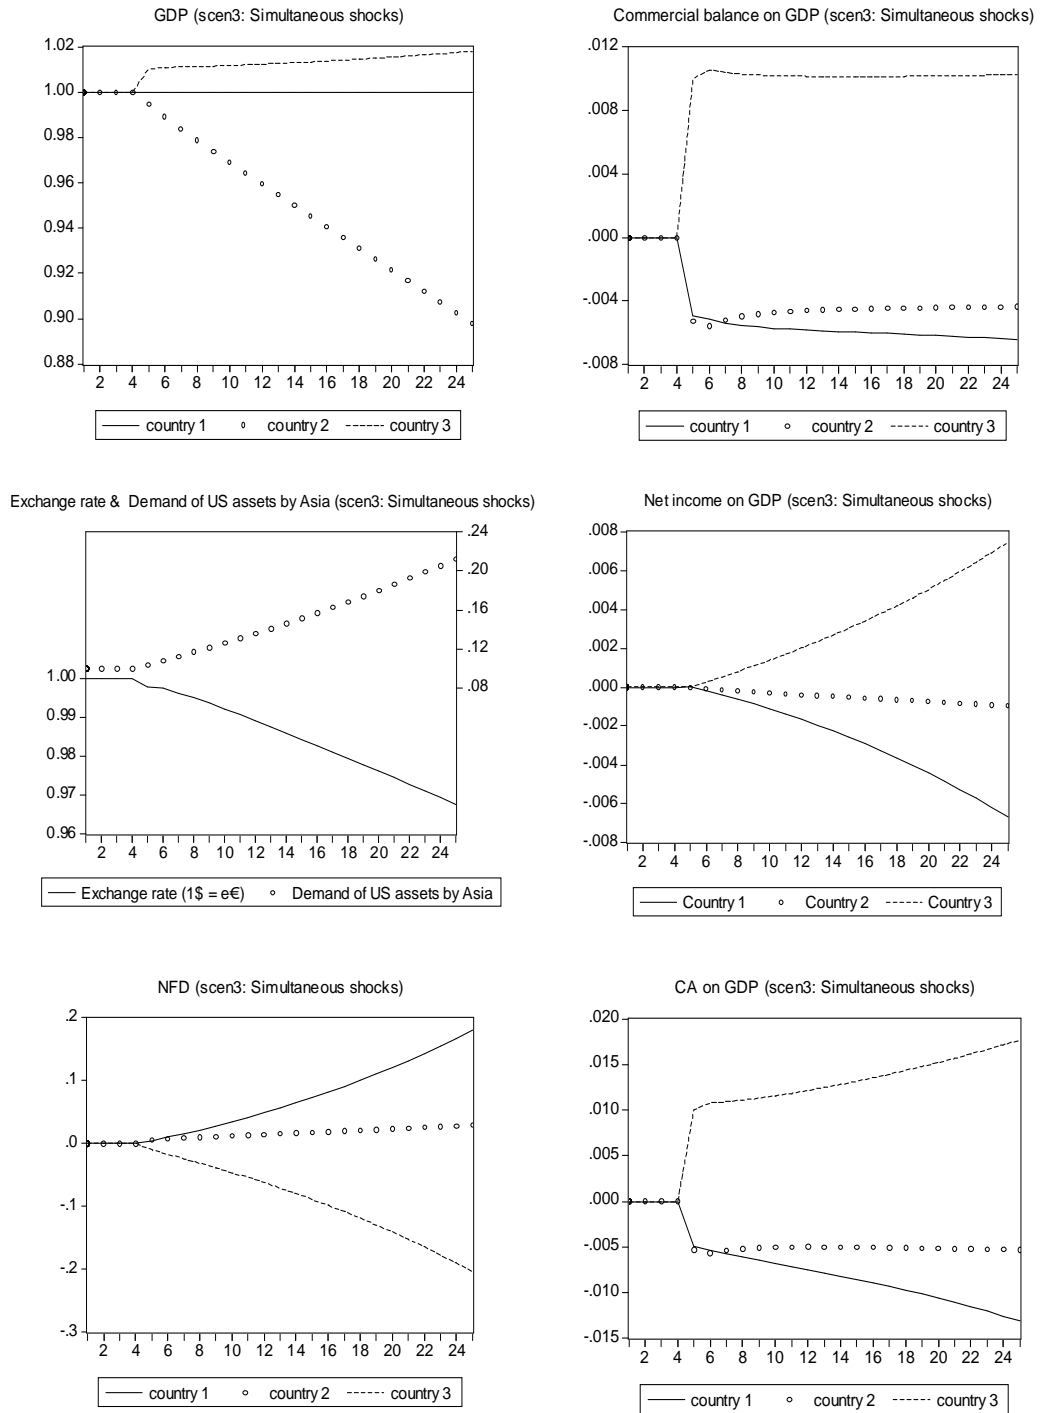 GDP (scen3: Simultaneous shocks)
1.02
1.00
0.98
0.96
0.94
0.92
0.90
0.88
2 4 6 8 10 12 14 16 18 20 22 24
country 1 country 2 country 3
Commercial balance on GDP (scen3: Simultaneous shocks)
.012
.008
.004
.000
-.004
-.008
2 4 6 8 10 12 14 16 18 20 22 24
country 1 country 2 country 3
Exchange rate & Demand of US assets by Asia (scen3: Simultaneous shocks)
.24
.20
.16
.12
.08
1.00
0.99
0.98
0.97
0.96
2 4 6 8 10 12 14 16 18 20 22 24
Exchange rate (1$ = e€) Demand of US assets by Asia
Net income on GDP (scen3: Simultaneous shocks)
.008
.006
.004
.002
.000
-.002
-.004
-.006
-.008
2 4 6 8 10 12 14 16 18 20 22 24
Country 1 Country 2 Country 3
NFD (scen3: Simultaneous shocks)
.2
.1
.0
-.1
-.2
-.3
2 4 6 8 10 12 14 16 18 20 22 24
country 1 country 2 country 3
CA on GDP (scen3: Simultaneous shocks)
.020
.015
.010
.005
.000
-.005
-.010
-.015
2 4 6 8 10 12 14 16 18 20 22 24
country 1 country 2 country 3